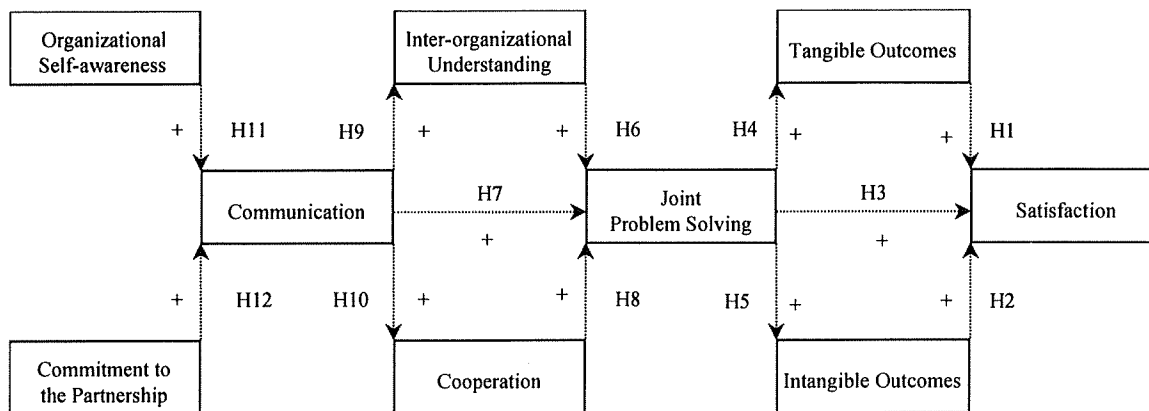 Organizational
Self-awareness
Inter-organizational
Understanding
Tangible Outcomes
+
H11
H9
+
+
H6
H4
+
+
H1
Communication
H7
+
Joint
Problem Solving
H3
+
Satisfaction
+
H12
H10
+
+
H8
H5
+
+
H2
Commitment to
the Partnership
Cooperation
Intangible Outcomes